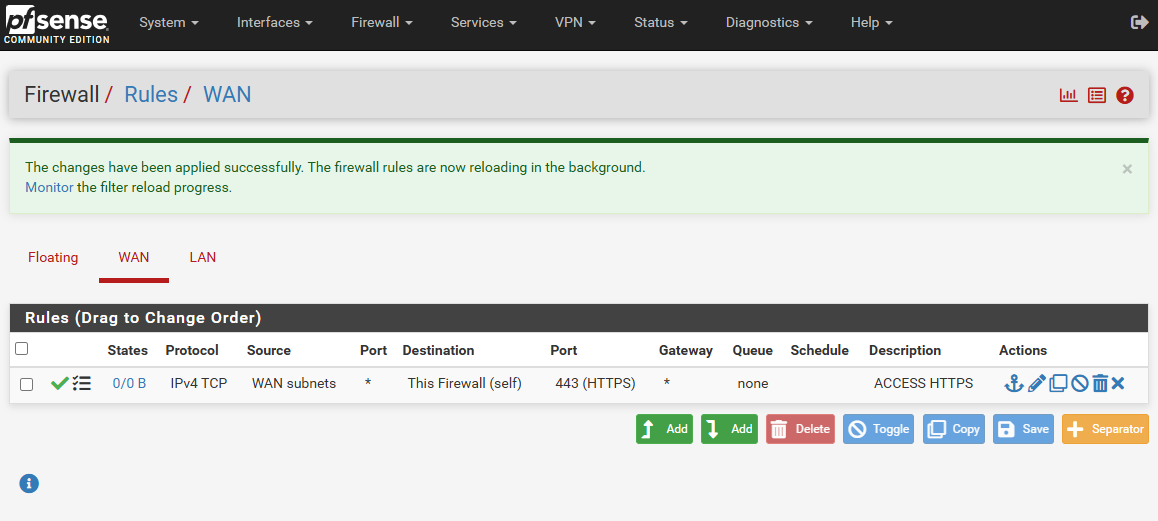 pfsense
COMMUNITY EDITION
System Interfaces Firewall Services VPN Status Diagnostics Help
Firewall / Rules / WAN
The changes have been applied successfully. The firewall rules are now reloading in the background.
Monitor the filter reload progress.
Floating WAN LAN
Rules (Drag to Change Order)
States Protocol Source Port Destination Port Gateway Queue Schedule Description Actions
0/0 B IPv4 TCP WAN subnets * This Firewall (self) 443 (HTTPS) * none ACCESS HTTPS
Add Add Delete Toggle Copy Save Separator